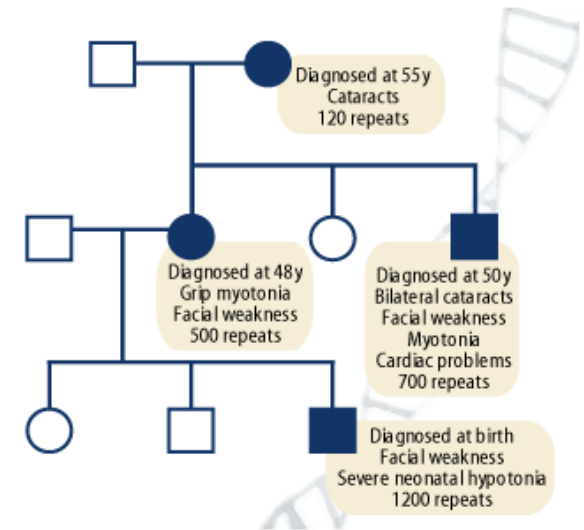 Diagnosed at 55y
Cataracts
120 repeats
Diagnosed at 48y
Grip myotonia
Facial weakness
500 repeats
Diagnosed at 50y
Bilateral cataracts
Facial weakness
Myotonia
Cardiac problems
700 repeats
Diagnosed at birth
Facial weakness
Severe neonatal hypotonia
1200 repeats